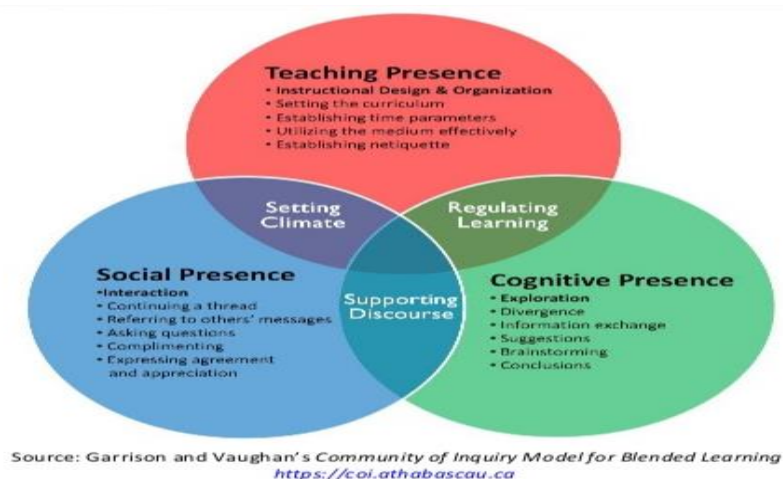 Teaching Presence
• Instructional Design & Organization
• Setting the curriculum
• Establishing time parameters
• Utilizing the medium effectively
• Establishing netiquette
Setting
Climate
Regulating
Learning
Social Presence
•Interaction
• Continuing a thread
• Referring to others' messages
• Asking questions
• Complimenting
• Expressing agreement
and appreciation
Supporting
Discourse
Cognitive Presence
• Exploration
• Divergence
• Information exchange
• Suggestions
• Brainstorming
• Conclusions
Source: Garrison and Vaughan's Community of Inquiry Model for Blended Learning
https://coi.athabascau.ca